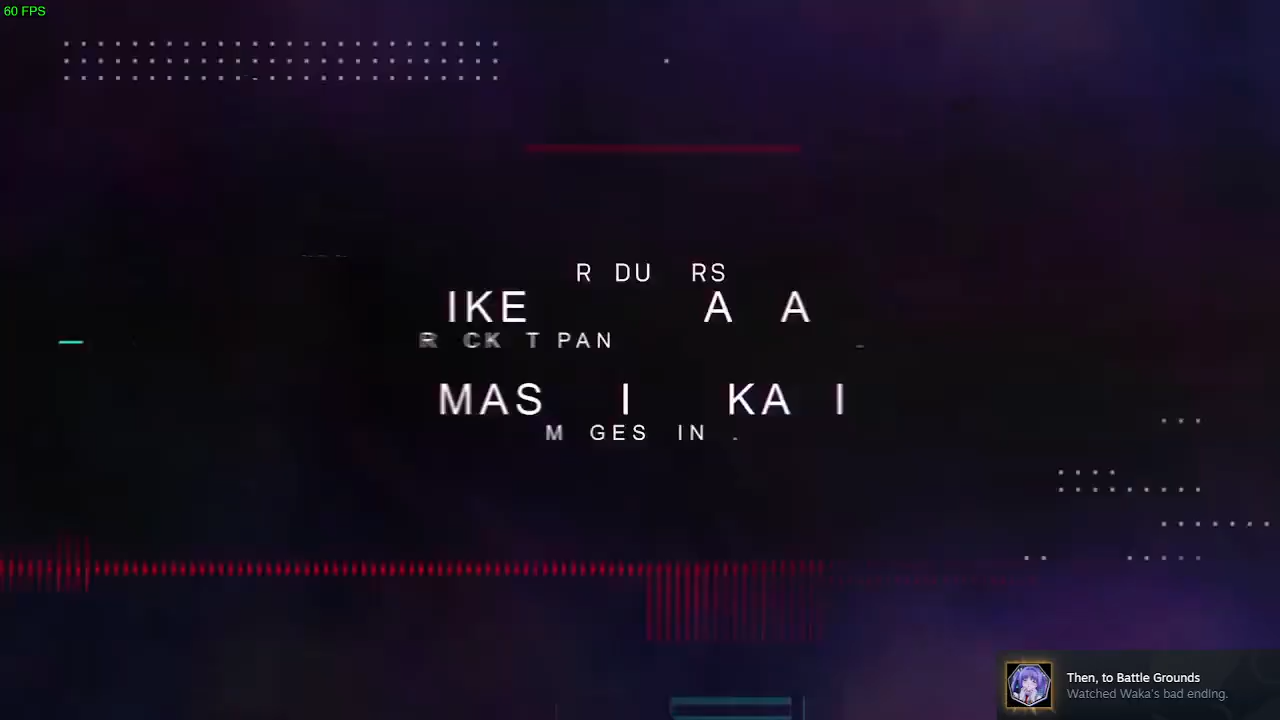 60 FPS
R DU RS
IKE A A
R CK T PAN
MAS I KA I
M GES IN .
Then, to Battle Grounds
Watched Waka's bad ending.